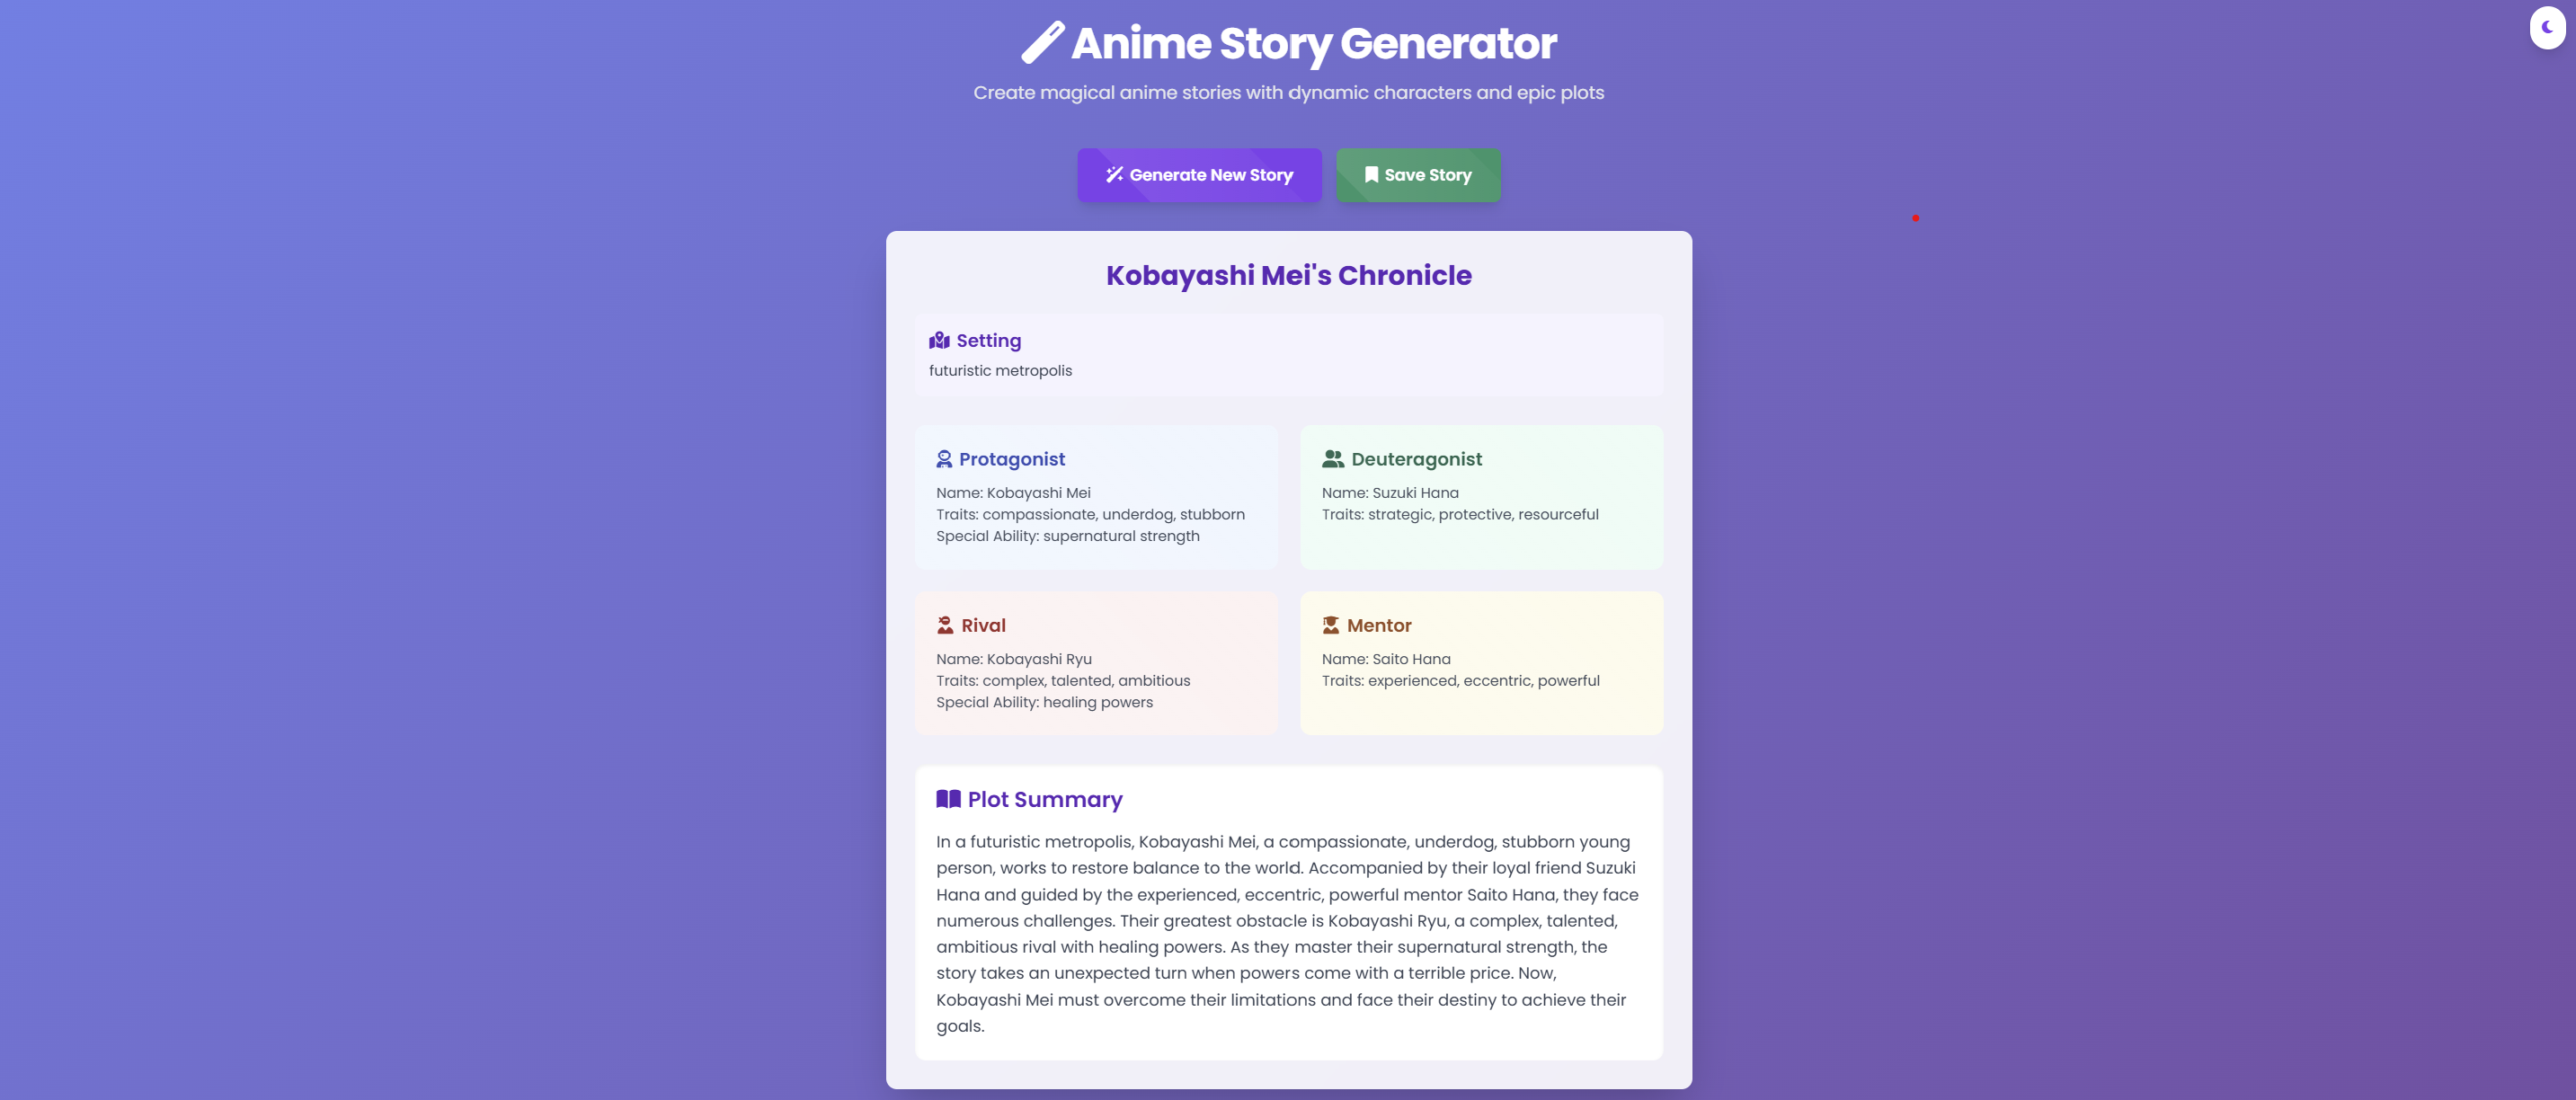 Anime Story Generator
Create magical anime stories with dynamic characters and epic plots
Generate New Story
Save Story
Kobayashi Mei's Chronicle
Setting
futuristic metropolis
Protagonist
Name: Kobayashi Mei
Traits: compassionate, underdog, stubborn
Special Ability: supernatural strength
Deuteragonist
Name: Suzuki Hana
Traits: strategic, protective, resourceful
Rival
Name: Kobayashi Ryu
Traits: complex, talented, ambitious
Special Ability: healing powers
Mentor
Name: Saito Hana
Traits: experienced, eccentric, powerful
Plot Summary
In a futuristic metropolis, Kobayashi Mei, a compassionate, underdog, stubborn young
person, works to restore balance to the world. Accompanied by their loyal friend Suzuki
Hana and guided by the experienced, eccentric, powerful mentor Saito Hana, they face
numerous challenges. Their greatest obstacle is Kobayashi Ryu, a complex, talented,
ambitious rival with healing powers. As they master their supernatural strength, the
story takes an unexpected turn when powers come with a terrible price. Now,
Kobayashi Mei must overcome their limitations and face their destiny to achieve their
goals.